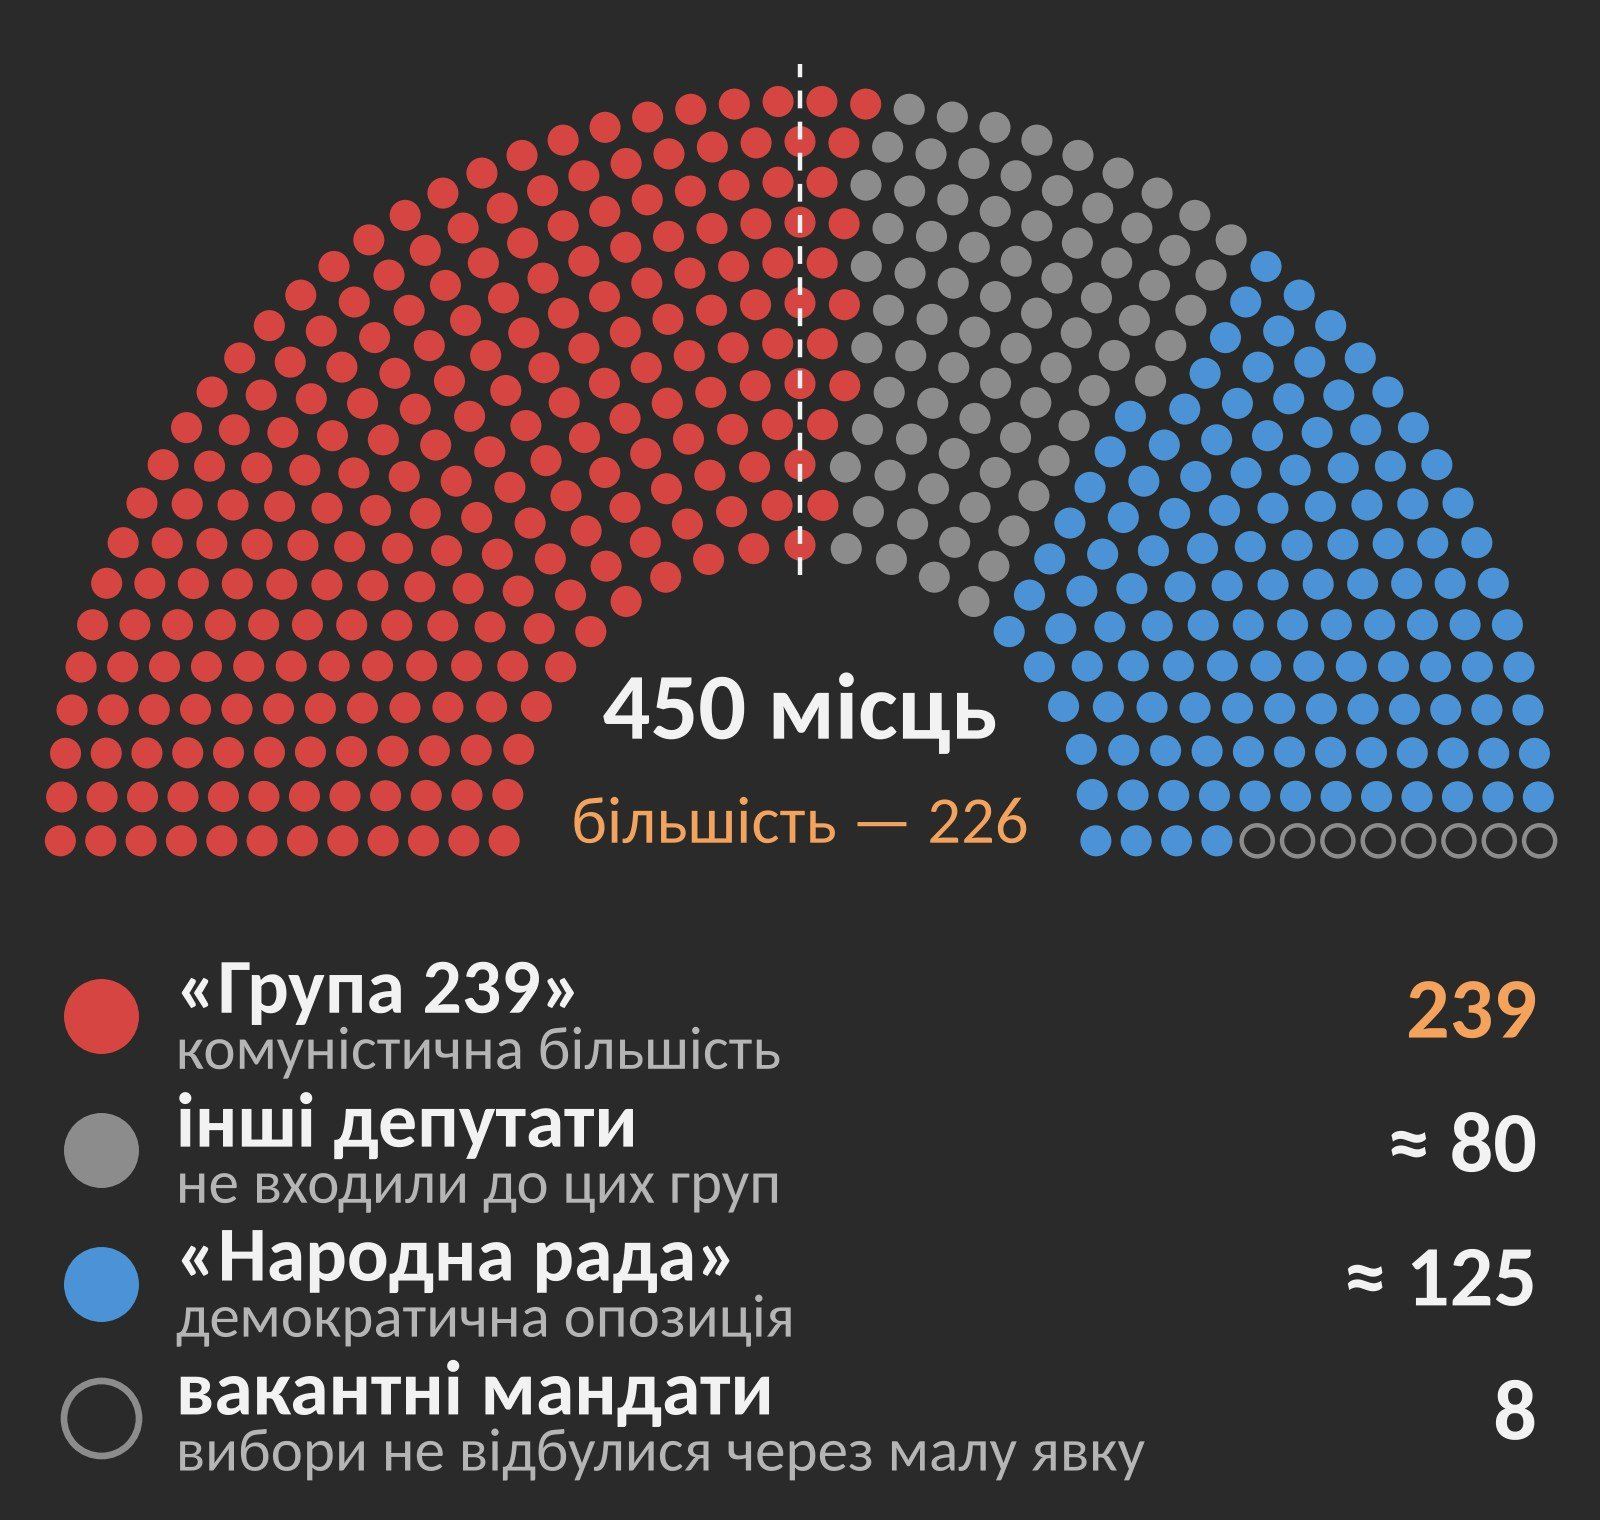 450 місць
більшість — 226
«Група 239»
239
комуністична більшість
інші депутати
≈ 80
не входили до цих груп
«Народна рада»
≈ 125
демократична опозиція
вакантні мандати
8
вибори не відбулися через малу явку